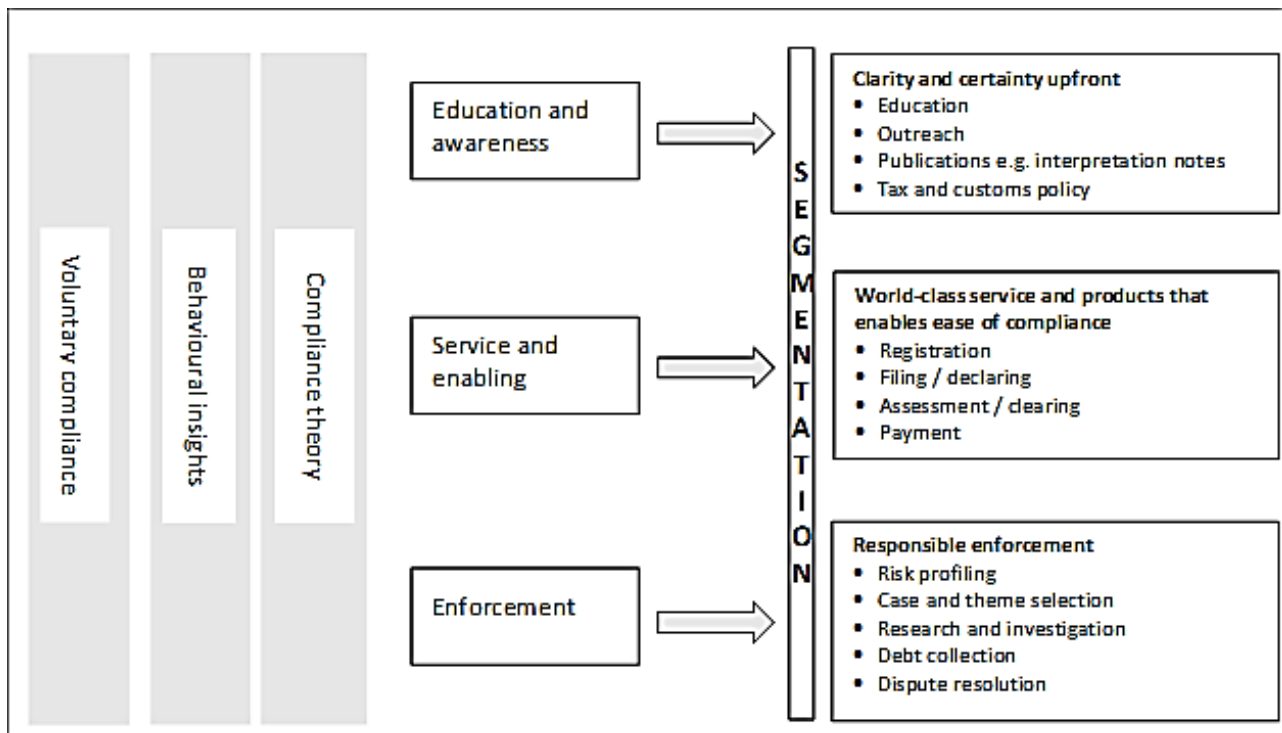 Voluntary compliance
Behavioural insights
Compliance theory
Education and
awareness
Service and
enabling
Enforcement
SEGMENTATION
Clarity and certainty upfront
• Education
• Outreach
• Publications e.g. interpretation notes
• Tax and customs policy
World-class service and products that
enables ease of compliance
• Registration
• Filing / declaring
• Assessment / clearing
• Payment
Responsible enforcement
• Risk profiling
• Case and theme selection
• Research and investigation
• Debt collection
• Dispute resolution